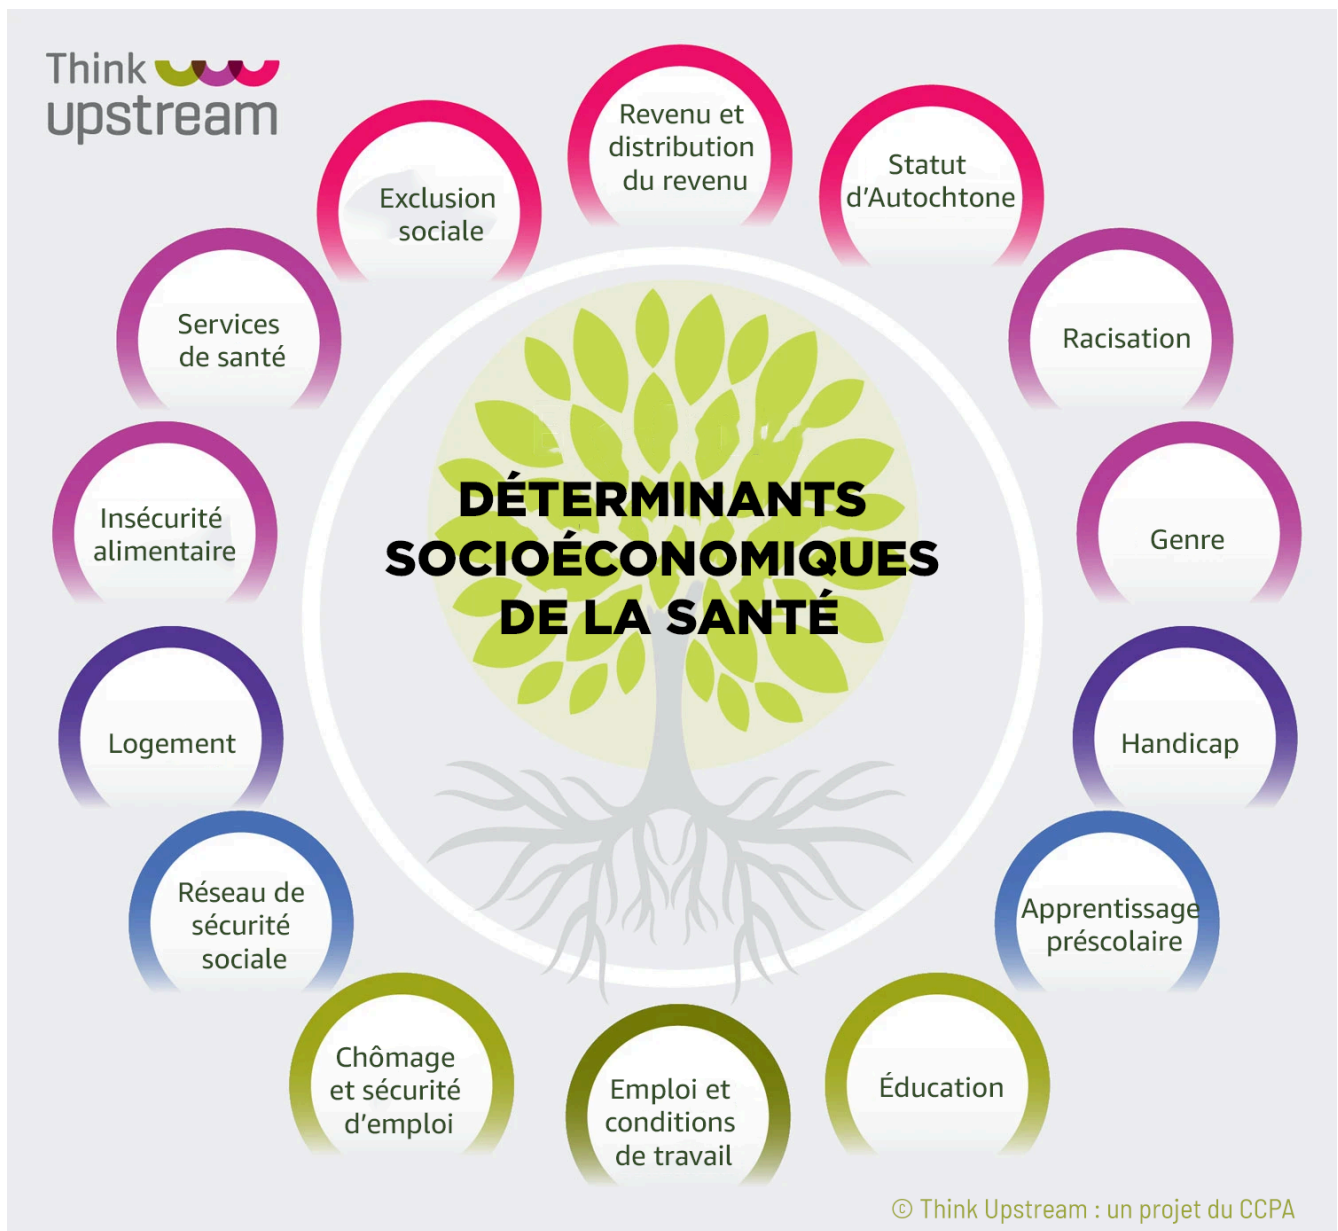 Think
upstream
Revenu et
distribution
du revenu
Statut
d'Autochtone
Racisation
Genre
Handicap
Apprentissage
préscolaire
Éducation
Emploi et
conditions
de travail
Chômage
et sécurité
d'emploi
Réseau de
sécurité
sociale
Logement
Insécurité
alimentaire
Services
de santé
Exclusion
sociale
DÉTERMINANTS
SOCIOÉCONOMIQUES
DE LA SANTÉ
© Think Upstream : un projet du CCPA